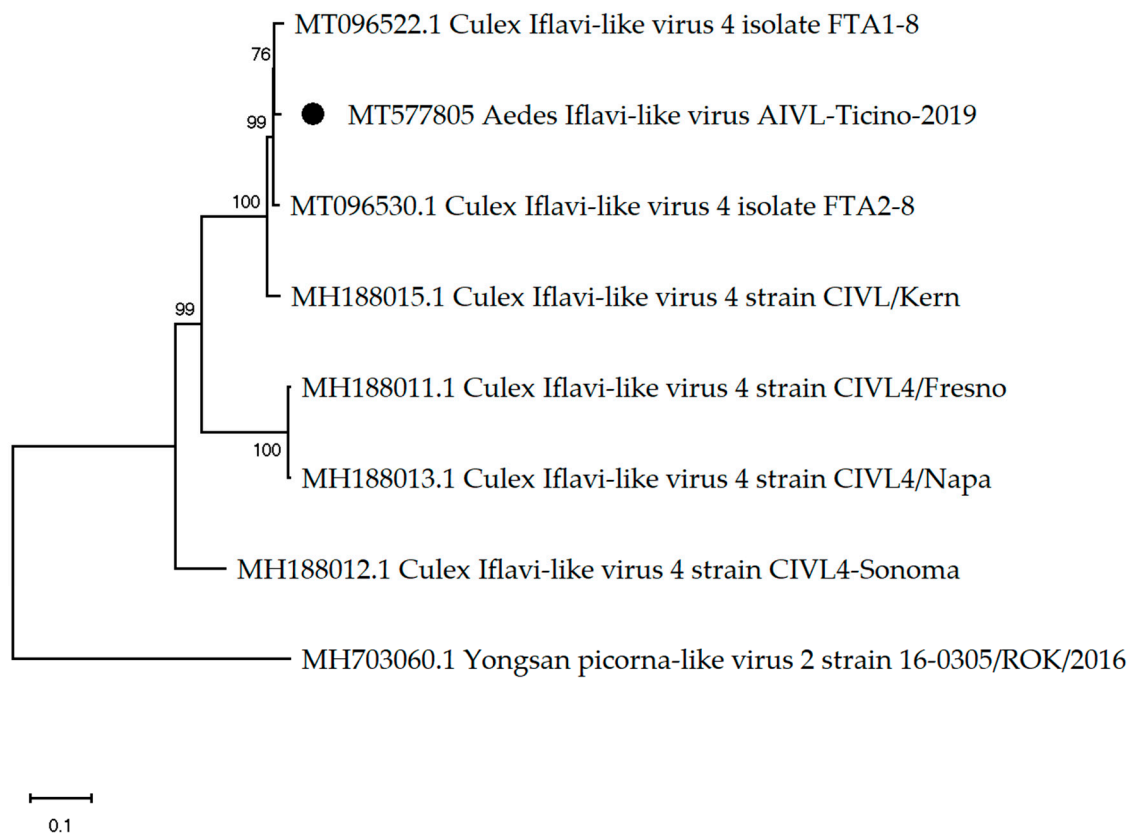 MT096522.1 Culex Iflavi-like virus 4 isolate FTA1-8
76
MT577805 Aedes Iflavi-like virus AIVL-Ticino-2019
99
100
MT096530.1 Culex Iflavi-like virus 4 isolate FTA2-8
MH188015.1 Culex Iflavi-like virus 4 strain CIVL/Kern
99
MH188011.1 Culex Iflavi-like virus 4 strain CIVL4/Fresno
100
MH188013.1 Culex Iflavi-like virus 4 strain CIVL4/Napa
MH188012.1 Culex Iflavi-like virus 4 strain CIVL4-Sonoma
MH703060.1 Yongsan picorna-like virus 2 strain 16-0305/ROK/2016
0.1